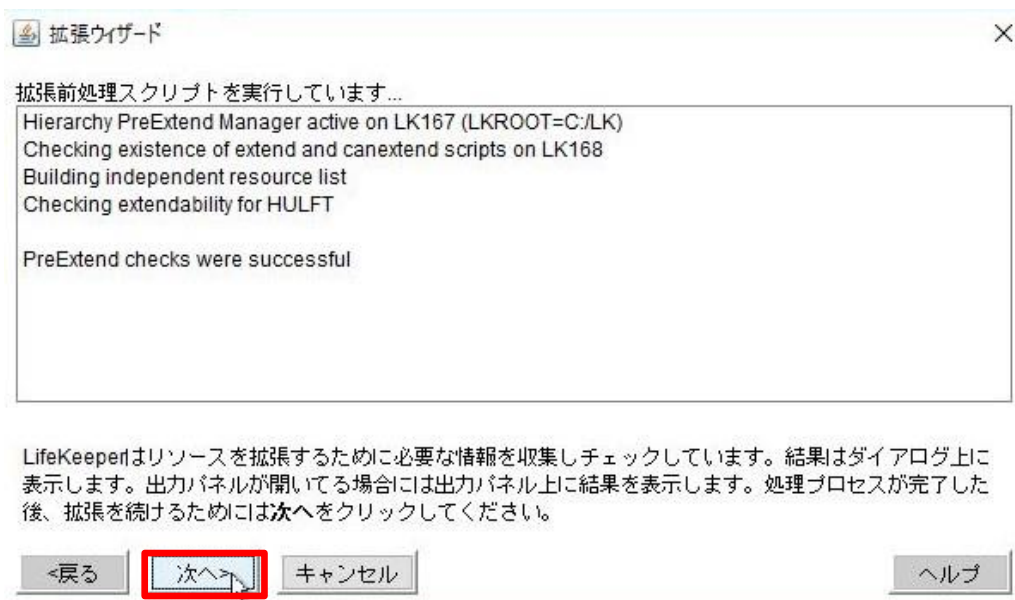 拡張ウィザード
拡張前処理スクリプトを実行しています...
Hierarchy PreExtend Manager active on LK167 (LKROOT=C:/LK)
Checking existence of extend and canextend scripts on LK168
Building independent resource list
Checking extendability for HULFT
PreExtend checks were successful
LifeKeeperはリソースを拡張するために必要な情報を収集しチェックしています。結果はダイアログ上に
表示します。出力パネルが開いてる場合には出力パネル上に結果を表示します。処理プロセスが完了した
後、拡張を続けるためには次へをクリックしてください。
<戻る 次へ> キャンセル ヘルプ